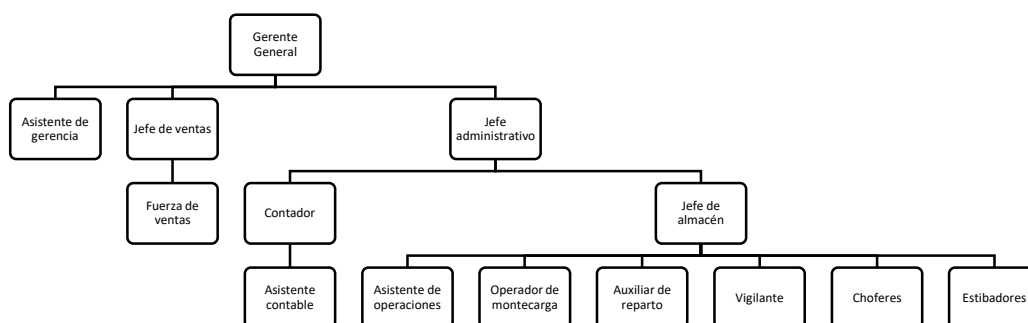 Gerente
General
Asistente de
gerencia
Jefe de ventas
Jefe
administrativo
Fuerza de
ventas
Contador
Jefe de
almacén
Asistente
contable
Asistente de
operaciones
Operador de
montecarga
Auxiliar de
reparto
Vigilante
Choferes
Estibadores